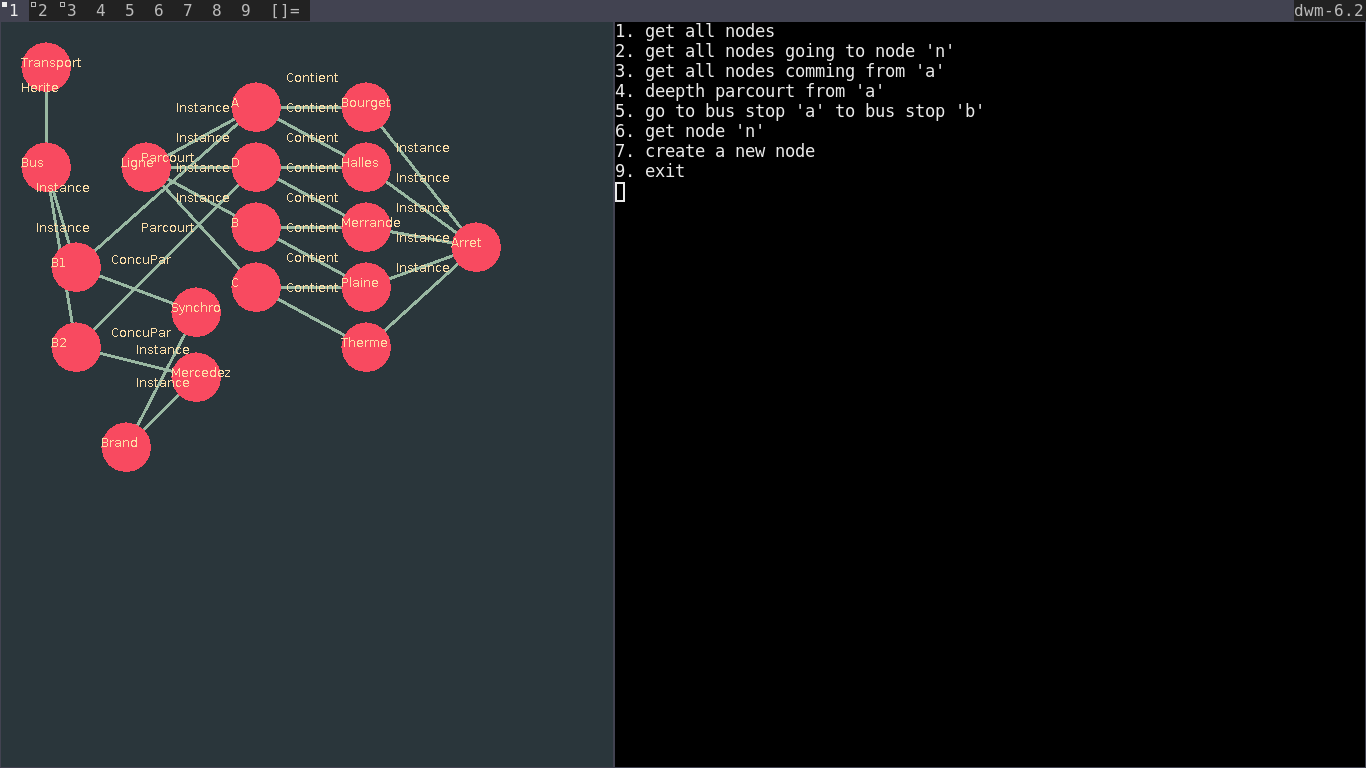 1 2 3 4 5 6 7 8 9 []= dwm-6.2
Transport
Herite
Contient
A
Bourget
Instance
Contient
Instance
Contient
Bus
Ligne
Parcourt
Instance
D
Contient
Halles
Instance
Instance
Instance
Instance
Contient
Instance
Instance
Parcourt
B
Contient
Merrande
Instance
Arret
B1
ConcuPar
Contient
Instance
C
Contient
Plaine
Synchro
ConcuPar
B2
Instance
Therme
Mercedez
Instance
Brand
1. get all nodes
2. get all nodes going to node 'n'
3. get all nodes comming from 'a'
4. deepth parcourt from 'a'
5. go to bus stop 'a' to bus stop 'b'
6. get node 'n'
7. create a new node
9. exit